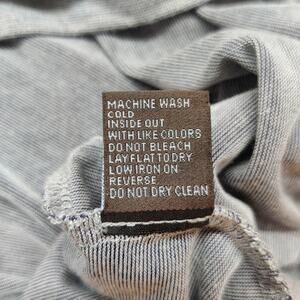 MACHINE WASH
COLD
INSIDE OUT
WITH LIKE COLORS
DO NOT BLEACH
LAY FLAT TO DRY
LOW IRON ON
REVERSE
DO NOT DRY CLEAN